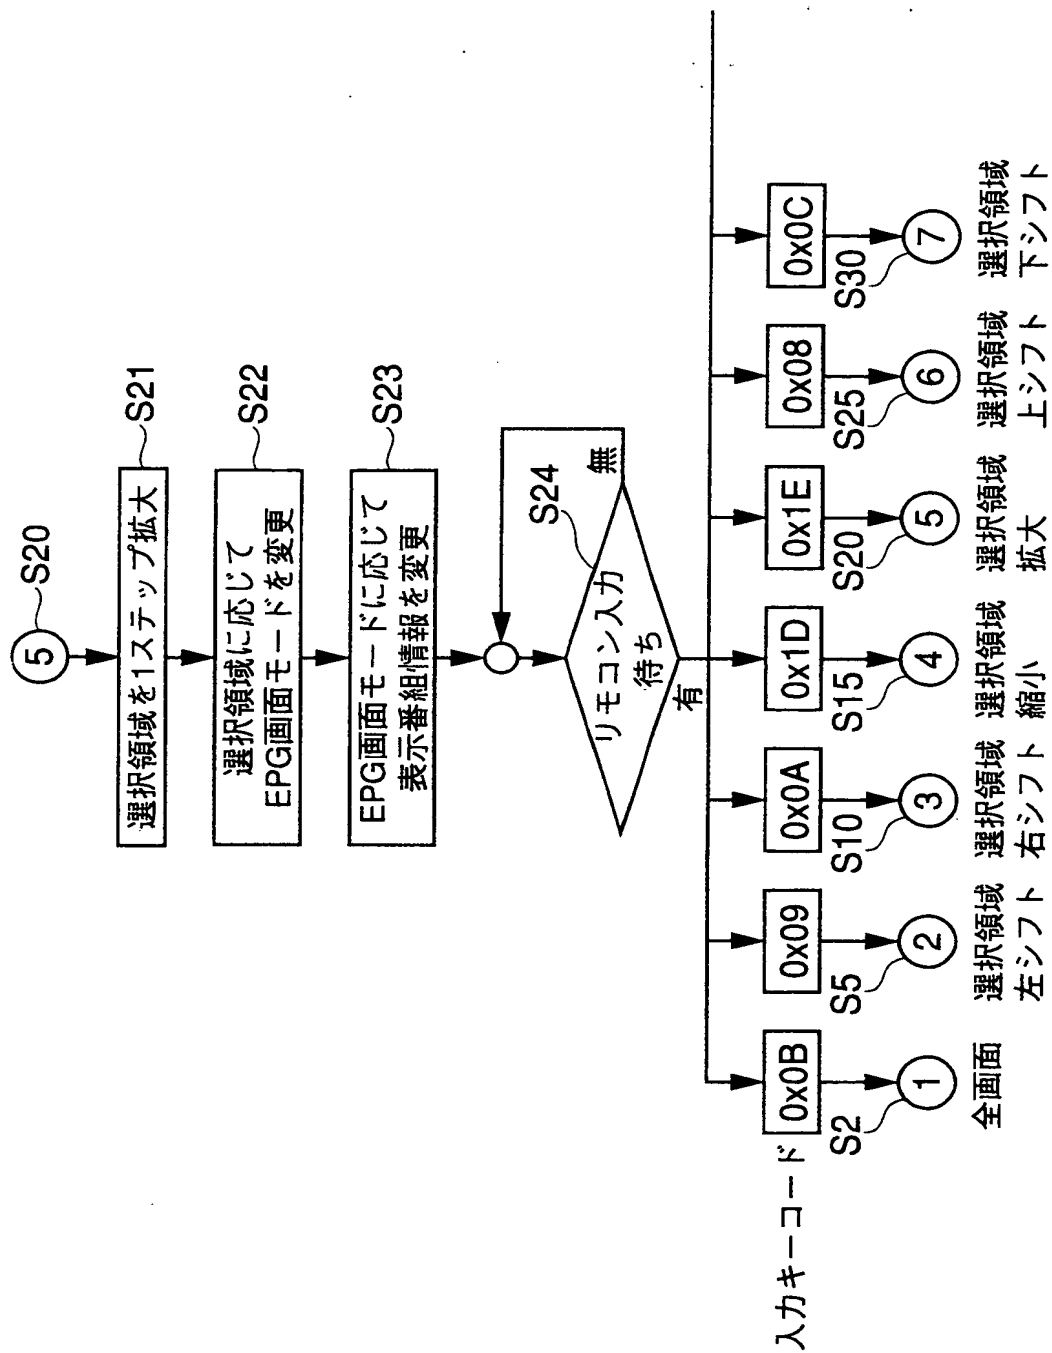 5
S20
選択領域を1ステップ拡大
S21
選択領域に応じて
EPG画面モードを変更
S22
EPG画面モードに応じて
表示番組情報を変更
S23
リモコン入力
待ち
S24
無
有
入力キーコード
0x0B
0x09
0x0A
0x1D
0x1E
0x08
0x0C
S2
S5
S10
S15
S20
S25
S30
1
2
3
4
5
6
7
全画面
選択領域
左シフト
選択領域
右シフト
選択領域
縮小
選択領域
拡大
選択領域
上シフト
選択領域
下シフト